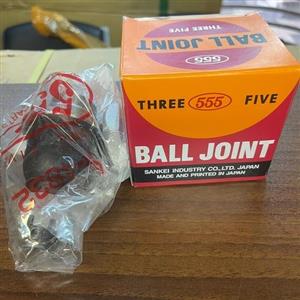 BALL JOINT
THREE FIVE
555
THREE 555 FIVE
BALL JOINT
SANKEI INDUSTRY CO., LTD. JAPAN
MADE AND PRINTED IN JAPAN
555